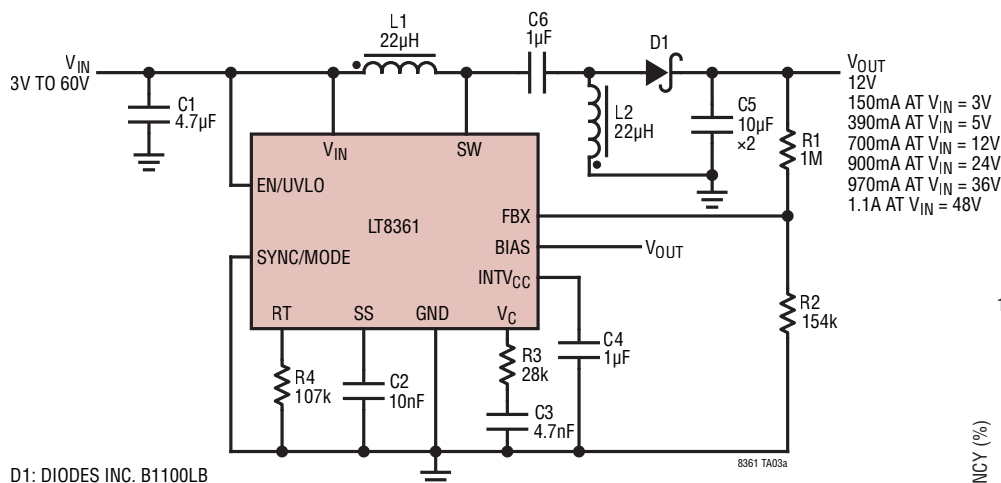 V_IN
3V TO 60V
C1
4.7µF
L1
22µH
C6
1µF
D1
L2
22µH
C5
10µF
×2
R1
1M
V_OUT
12V
150mA AT V_IN = 3V
390mA AT V_IN = 5V
700mA AT V_IN = 12V
900mA AT V_IN = 24V
970mA AT V_IN = 36V
1.1A AT V_IN = 48V
V_IN
SW
EN/UVLO
LT8361
FBX
BIAS
V_OUT
SYNC/MODE
INTV_CC
RT
SS
GND
V_C
R2
154k
1
R4
107k
C2
10nF
R3
28k
C3
4.7nF
C4
1µF
8361 TA03a
D1: DIODES INC. B1100LB
NCY (%)